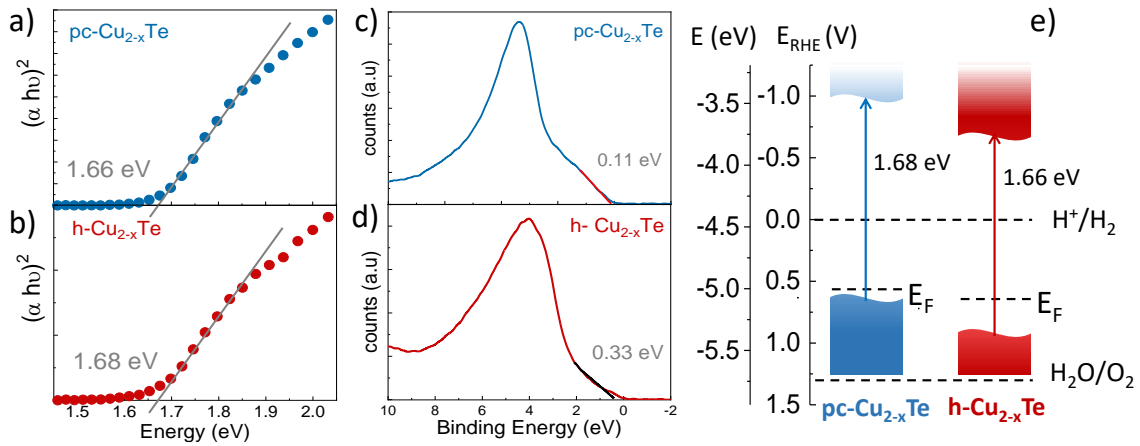 a)
pc-Cu2-xTe
(α hυ)²
1.66 eV
b)
h-Cu2-xTe
(α hυ)²
1.68 eV
1.5 1.6 1.7 1.8 1.9 2.0
Energy (eV)
c)
pc-Cu2-xTe
counts (a.u)
0.11 eV
d)
h- Cu2-xTe
counts (a.u)
0.33 eV
10 8 6 4 2 0 -2
Binding Energy (eV)
e)
E (eV)
-3.5
-4.0
-4.5
-5.0
-5.5
ERHE (V)
-1.0
-0.5
0.0
0.5
1.0
1.5
1.68 eV
1.66 eV
H⁺/H2
EF
EF
H2O/O2
pc-Cu2-xTe
h-Cu2-xTe